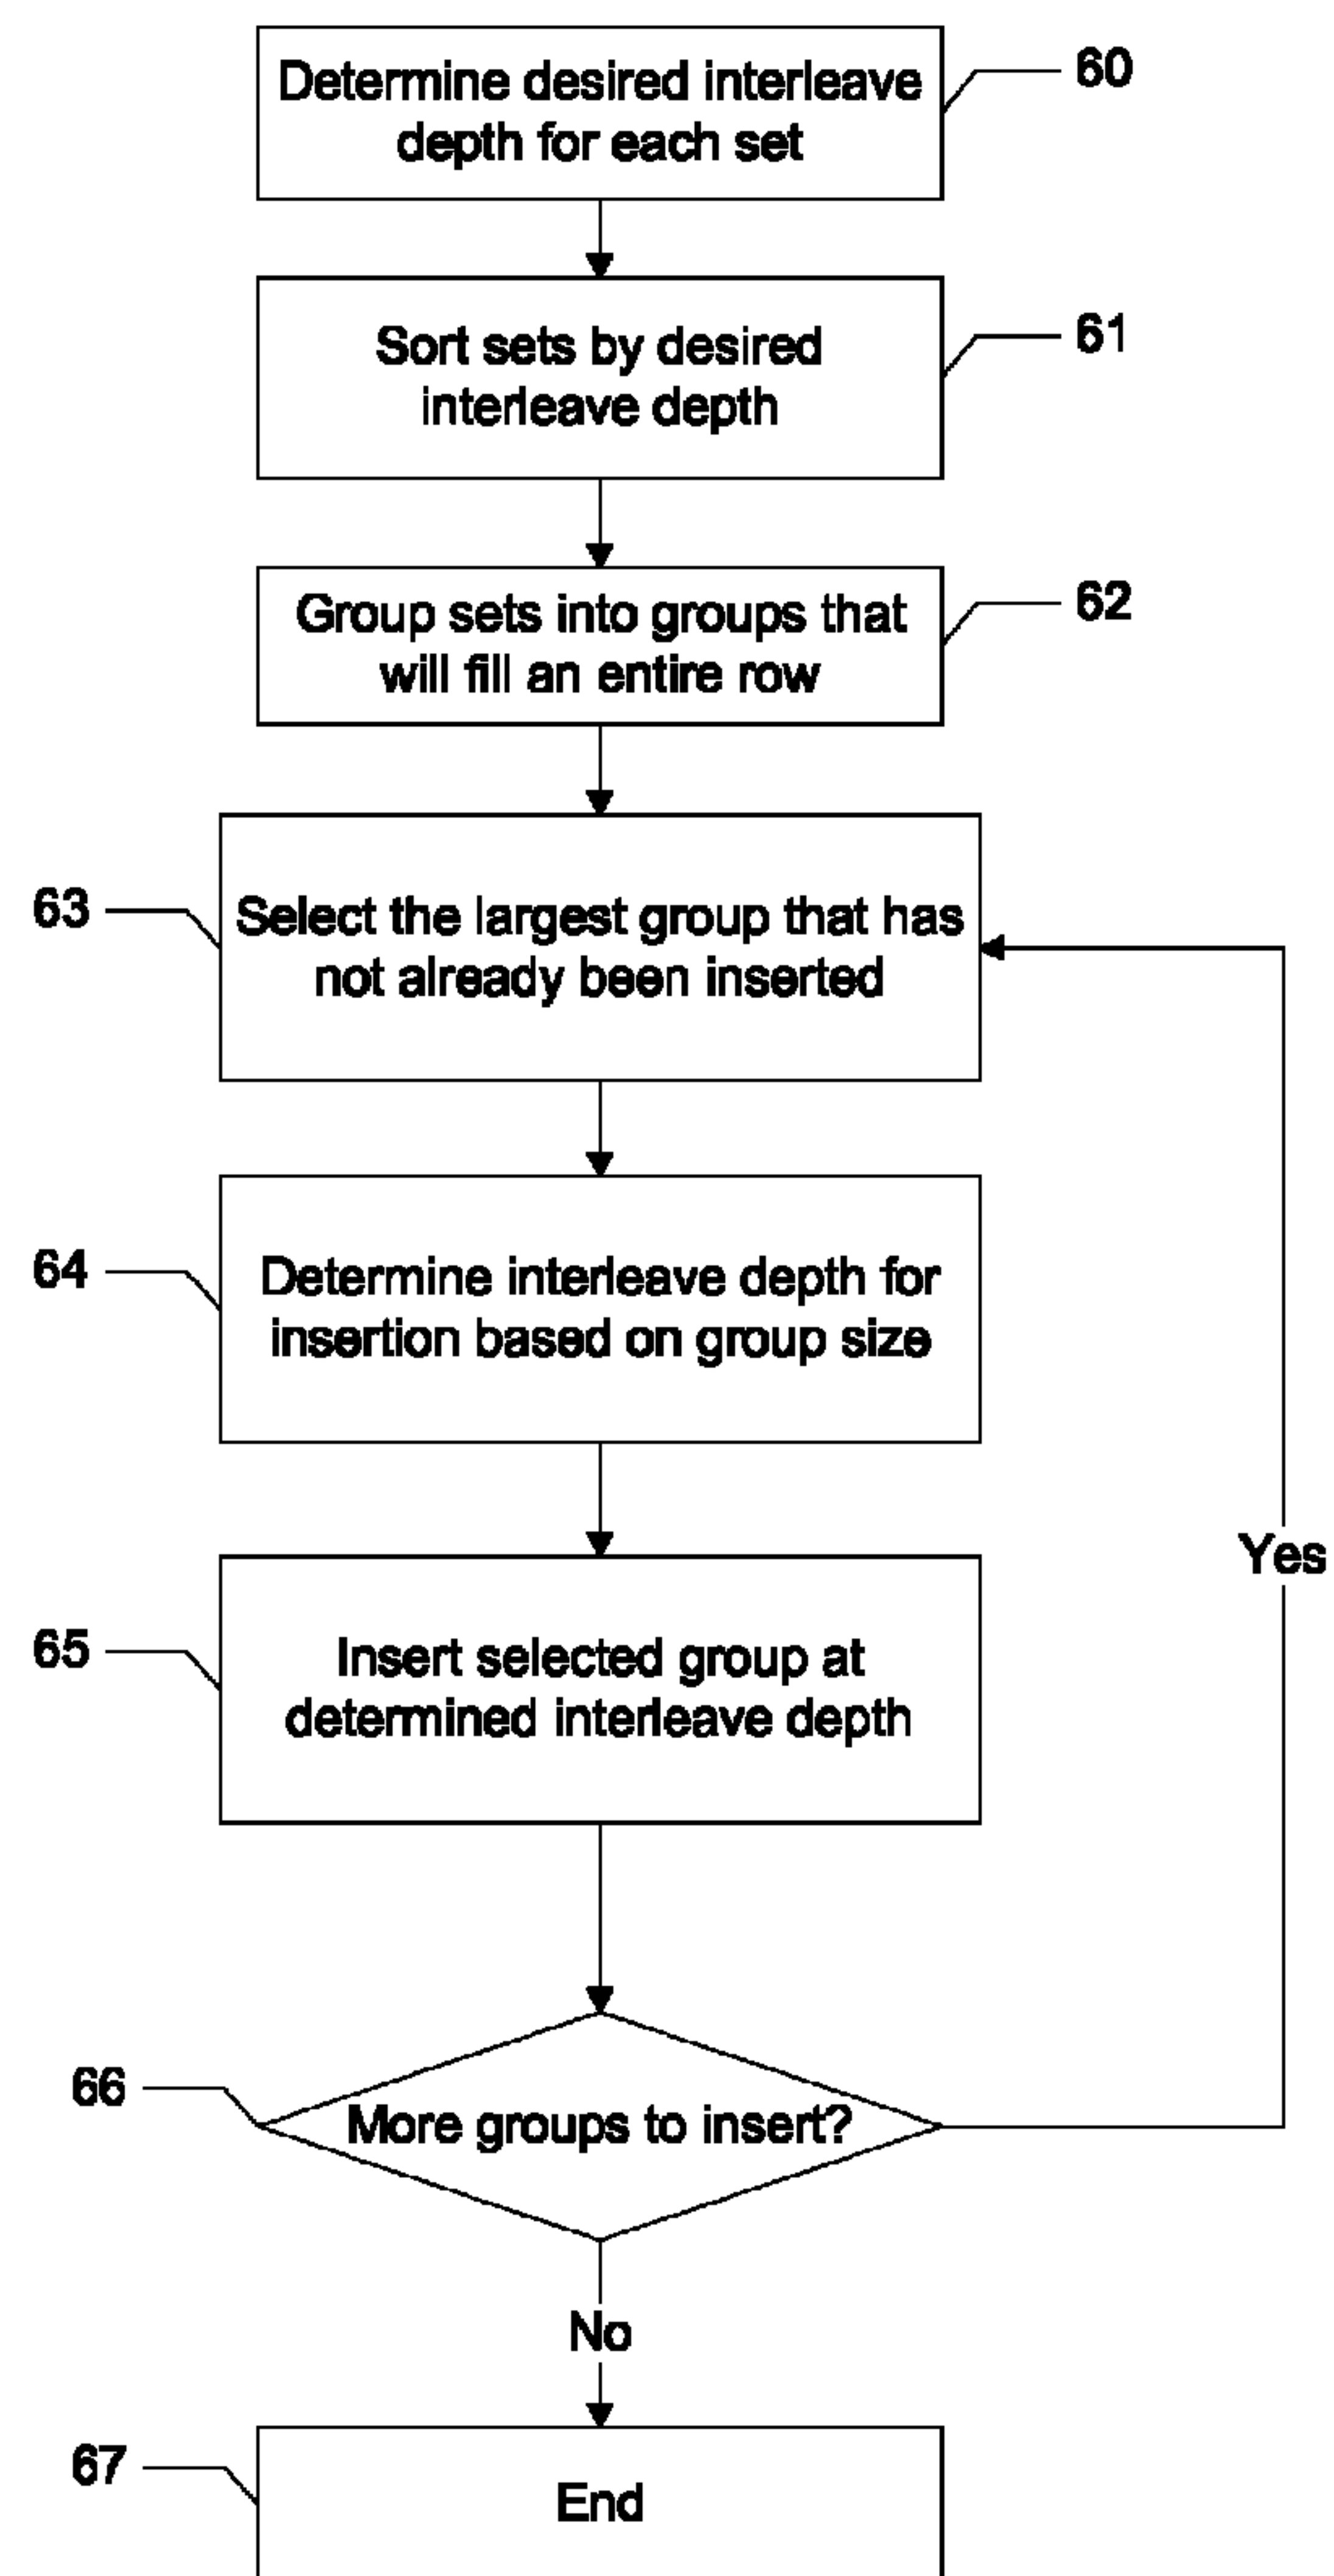 Determine desired interleave
depth for each set
60
Sort sets by desired
interleave depth
61
Group sets into groups that
will fill an entire row
62
63
Select the largest group that has
not already been inserted
64
Determine interleave depth for
insertion based on group size
Yes
65
Insert selected group at
determined interleave depth
66
More groups to insert?
No
67
End